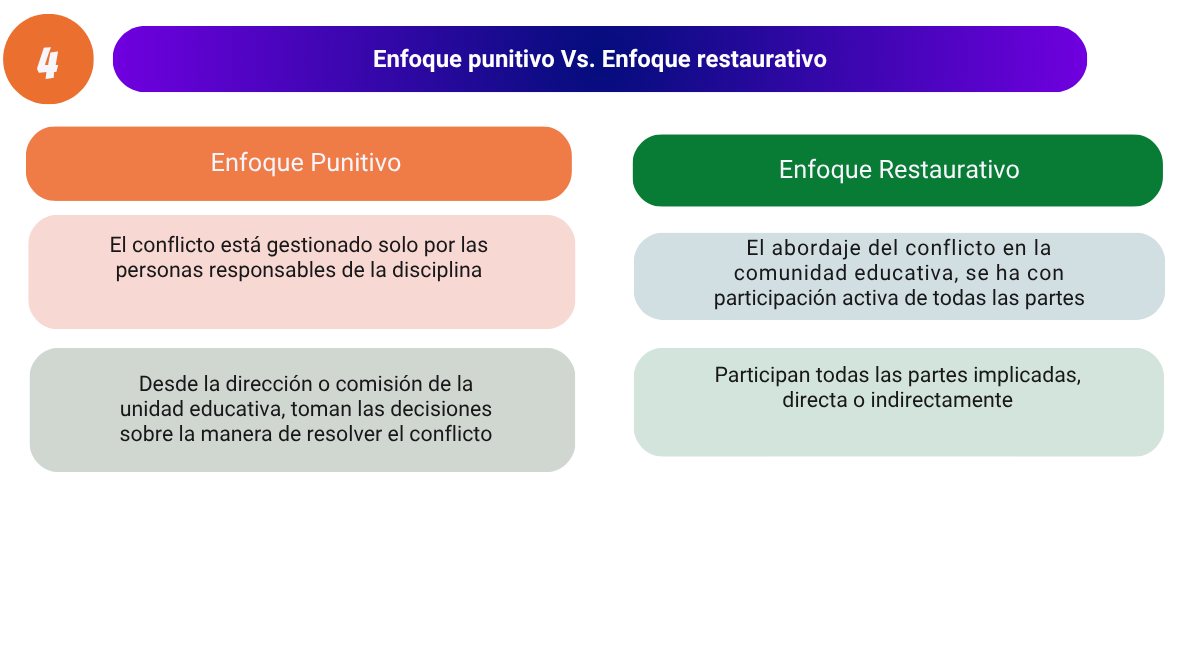 4
Enfoque punitivo Vs. Enfoque restaurativo
Enfoque Punitivo
El conflicto está gestionado solo por las
personas responsables de la disciplina
Desde la dirección o comisión de la
unidad educativa, toman las decisiones
sobre la manera de resolver el conflicto
Enfoque Restaurativo
El abordaje del conflicto en la
comunidad educativa, se ha con
participación activa de todas las partes
Participan todas las partes implicadas,
directa o indirectamente